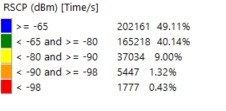 RSCP (dBm) [Time/s]
>= -65 202161 49.11%
< -65 and >= -80 165218 40.14%
< -80 and >= -90 37034 9.00%
< -90 and >= -98 5447 1.32%
< -98 1777 0.43%